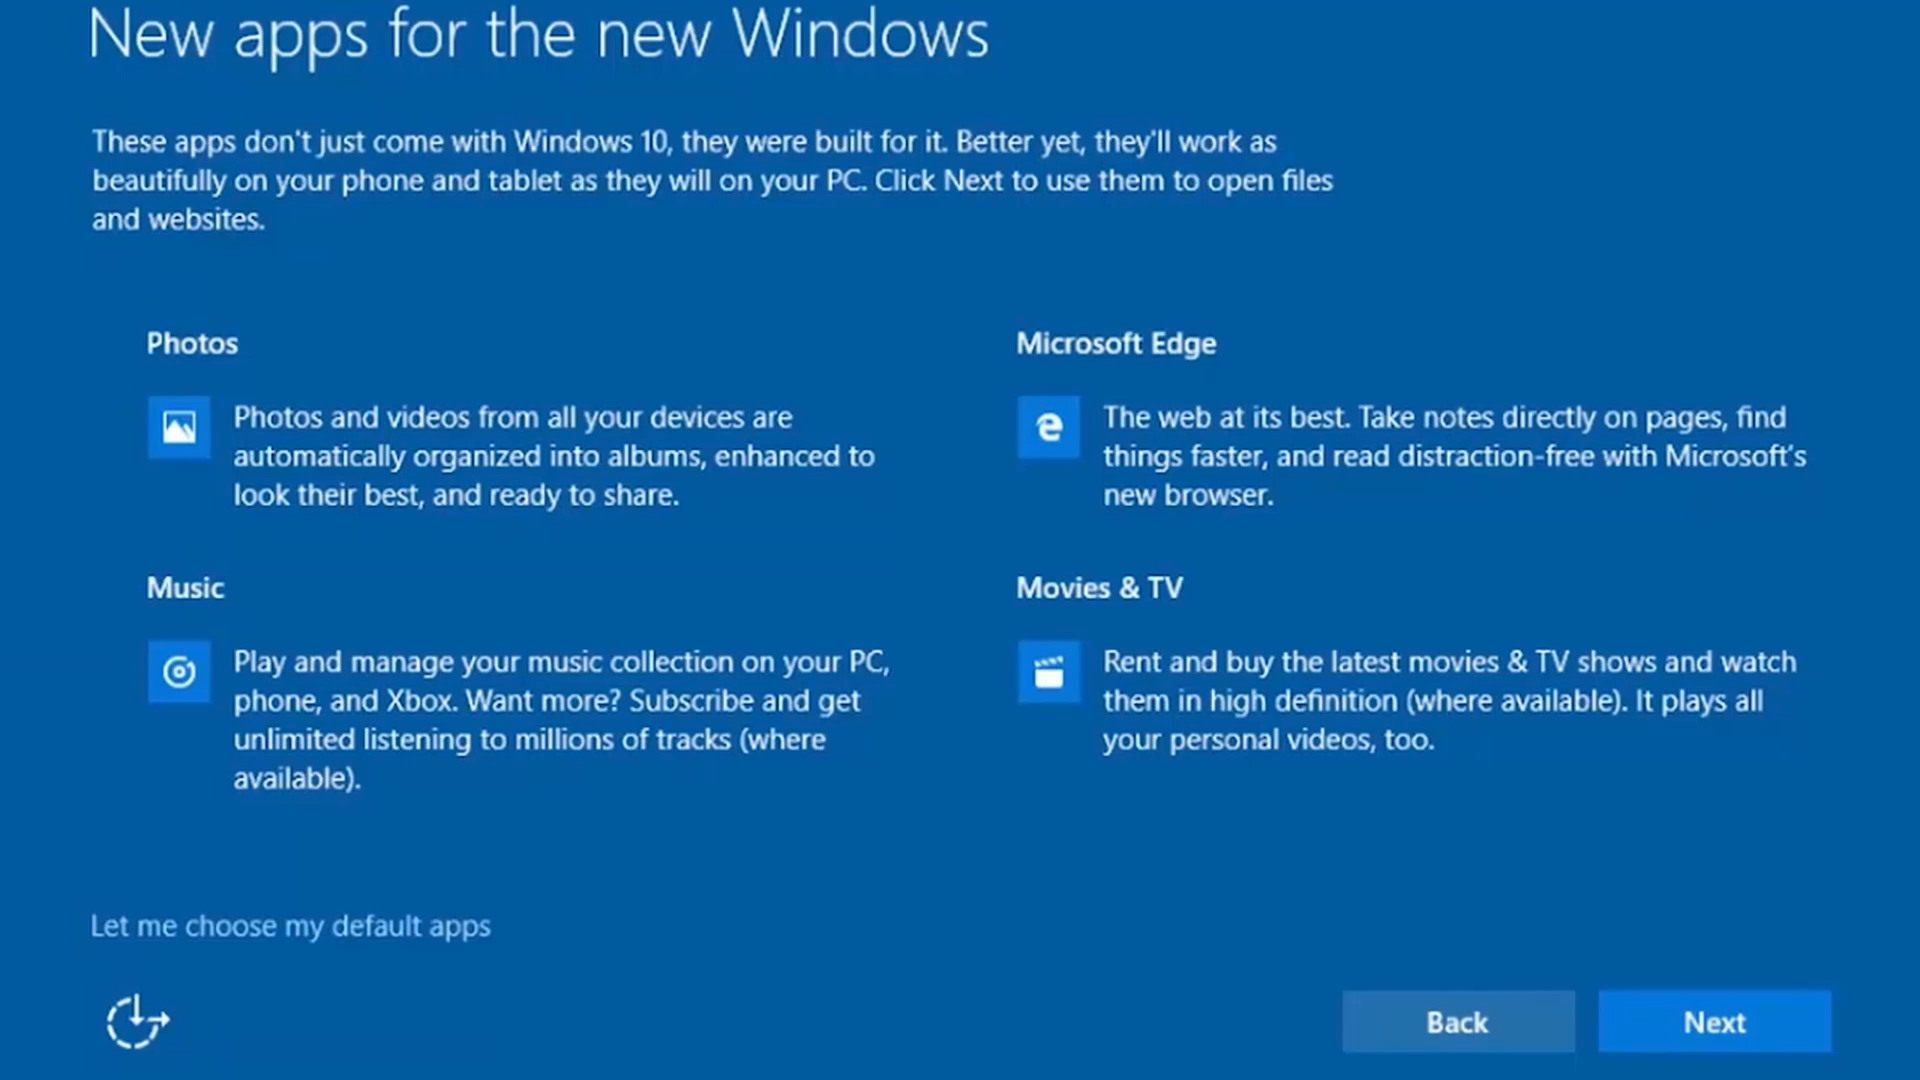 New apps for the new Windows
These apps don't just come with Windows 10, they were built for it. Better yet, they'll work as
beautifully on your phone and tablet as they will on your PC. Click Next to use them to open files
and websites.
Photos
Photos and videos from all your devices are
automatically organized into albums, enhanced to
look their best, and ready to share.
Microsoft Edge
The web at its best. Take notes directly on pages, find
things faster, and read distraction-free with Microsoft's
new browser.
Music
Play and manage your music collection on your PC,
phone, and Xbox. Want more? Subscribe and get
unlimited listening to millions of tracks (where
available).
Movies & TV
Rent and buy the latest movies & TV shows and watch
them in high definition (where available). It plays all
your personal videos, too.
Let me choose my default apps
Back
Next